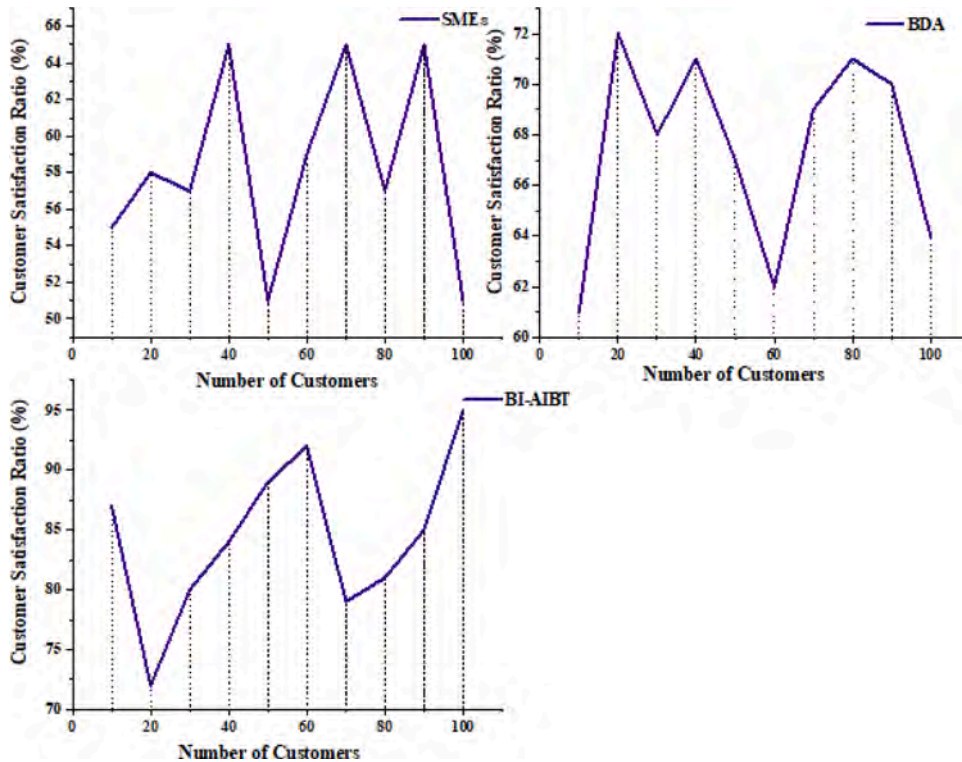 SMEs
Customer Satisfaction Ratio (%)
66
64
62
60
58
56
54
52
50
0 20 40 60 80 100
Number of Customers
BDA
Customer Satisfaction Ratio (%)
72
70
68
66
64
62
60
0 20 40 60 80 100
Number of Customers
BI-AIBT
Customer Satisfaction Ratio (%)
95
90
85
80
75
70
0 20 40 60 80 100
Number of Customers